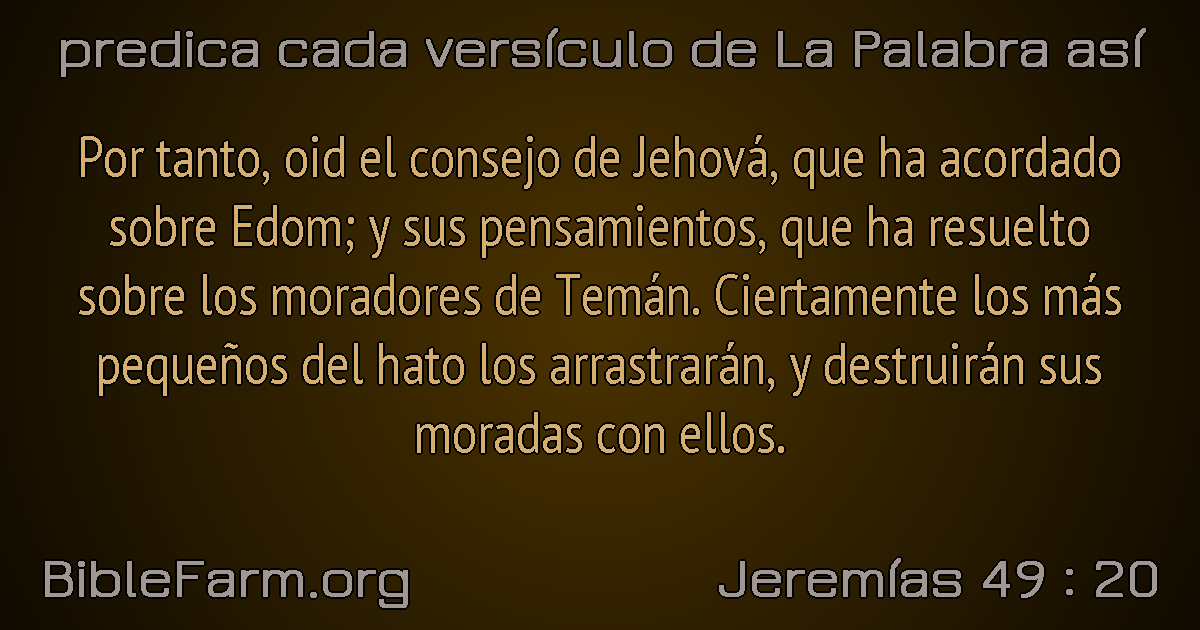 predica cada versículo de La Palabra así
Por tanto, oid el consejo de Jehová, que ha acordado
sobre Edom; y sus pensamientos, que ha resuelto
sobre los moradores de Temán. Ciertamente los más
pequeños del hato los arrastrarán, y destruirán sus
moradas con ellos.
BibleFarm.org
Jeremías 49 : 20